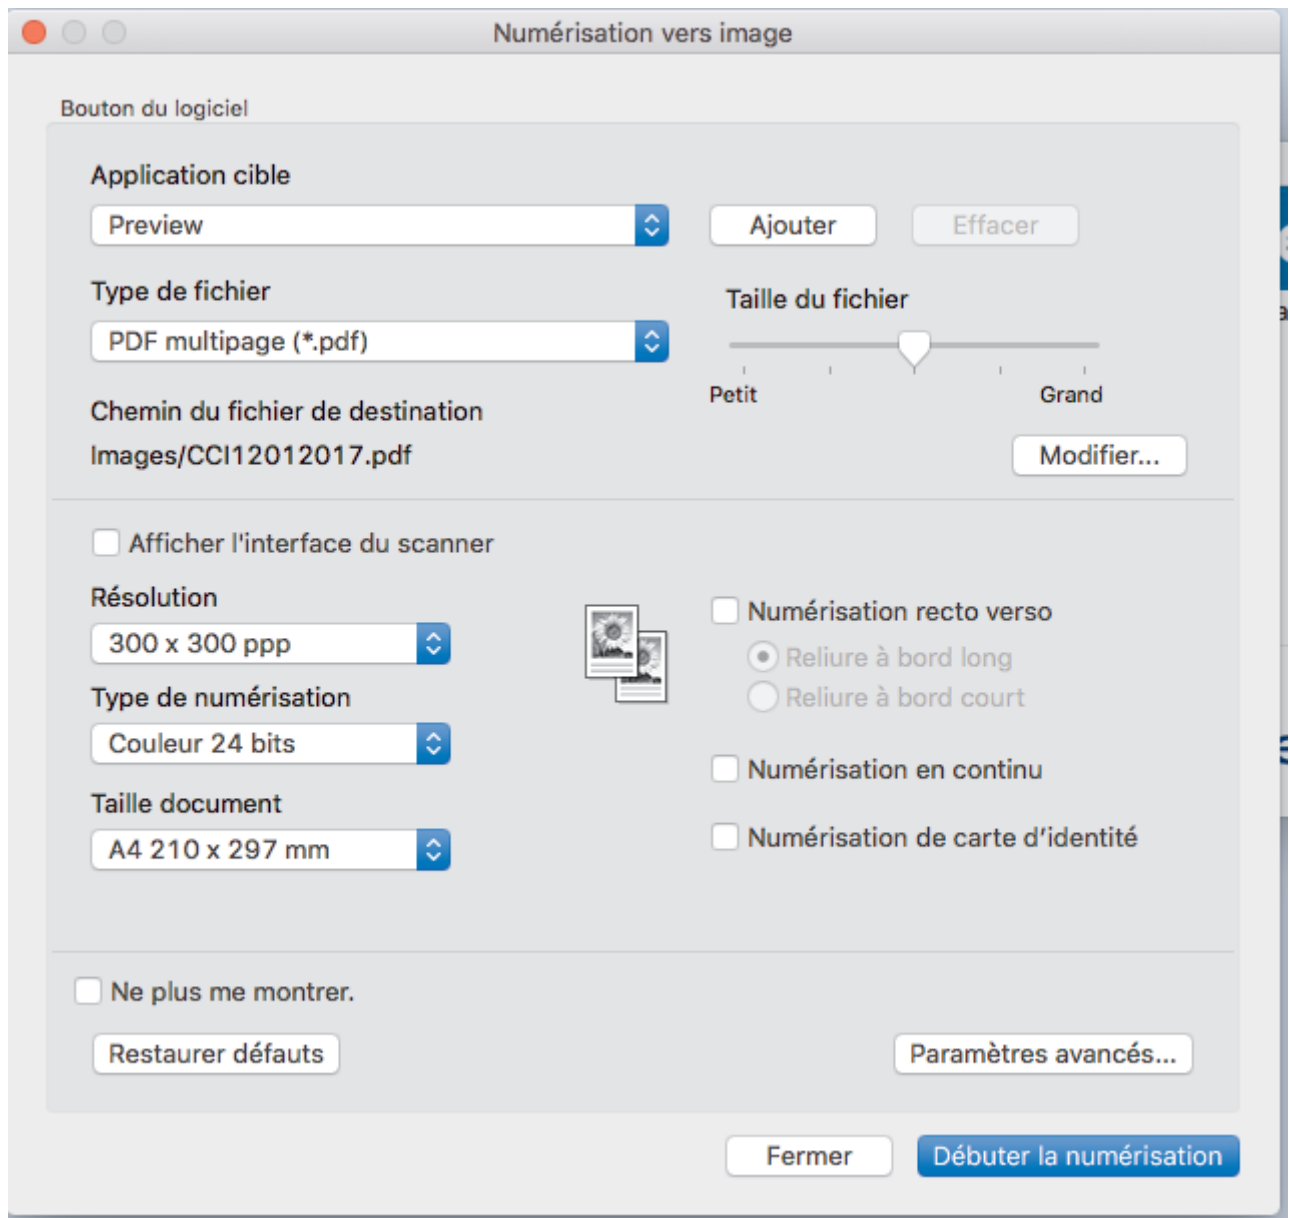 Numérisation vers image
Bouton du logiciel
Application cible
Preview
Ajouter
Effacer
Type de fichier
Taille du fichier
PDF multipage (*.pdf)
Petit
Grand
Chemin du fichier de destination
Images/CCI12012017.pdf
Modifier...
Afficher l'interface du scanner
Résolution
300 x 300 ppp
Numérisation recto verso
Reliure à bord long
Reliure à bord court
Type de numérisation
Couleur 24 bits
Numérisation en continu
Taille document
A4 210 x 297 mm
Numérisation de carte d’identité
Ne plus me montrer.
Restaurer défauts
Paramètres avancés...
Fermer
Débuter la numérisation